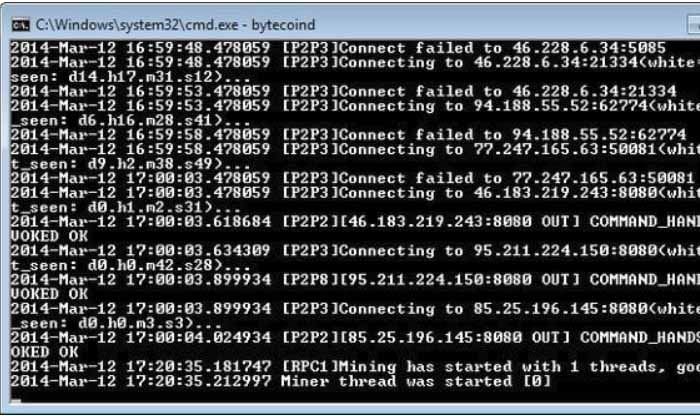 C:\Windows\system32\cmd.exe - bytecoind
2014-Mar-12 16:59:48.478059 [P2P3]Connect failed to 46.228.6.34:5085
2014-Mar-12 16:59:48.478059 [P2P3]Connecting to 46.228.6.34:21334(white=
seen: d14.h17.m31.s12)...
2014-Mar-12 16:59:53.478059 [P2P3]Connect failed to 46.228.6.34:21334
2014-Mar-12 16:59:53.478059 [P2P3]Connecting to 94.188.55.52:62774(white
_seen: d6.h16.m28.s41)...
2014-Mar-12 16:59:58.478059 [P2P3]Connect failed to 94.188.55.52:62774
2014-Mar-12 16:59:58.478059 [P2P3]Connecting to 77.247.165.63:50081(whit
t_seen: d9.h2.m38.s49)...
2014-Mar-12 17:00:03.478059 [P2P3]Connect failed to 77.247.165.63:50081
2014-Mar-12 17:00:03.478059 [P2P3]Connecting to 46.183.219.243:8080(whit
t_seen: d0.h1.m2.s31)...
2014-Mar-12 17:00:03.618684 [P2P2][46.183.219.243:8080 OUT] COMMAND_HAND
VOKED OK
2014-Mar-12 17:00:03.634309 [P2P3]Connecting to 95.211.224.150:8080(whit
t_seen: d0.h0.m42.s28)...
2014-Mar-12 17:00:03.899934 [P2P8][95.211.224.150:8080 OUT] COMMAND_HAND
VOKED OK
2014-Mar-12 17:00:03.899934 [P2P3]Connecting to 85.25.196.145:8080(white
_seen: d0.h0.m3.s3)...
2014-Mar-12 17:00:04.024934 [P2P2][85.25.196.145:8080 OUT] COMMAND_HANDS
OKED OK
2014-Mar-12 17:20:35.181747 [RPC1]Mining has started with 1 threads, goo
2014-Mar-12 17:20:35.212997 Miner thread was started [0]